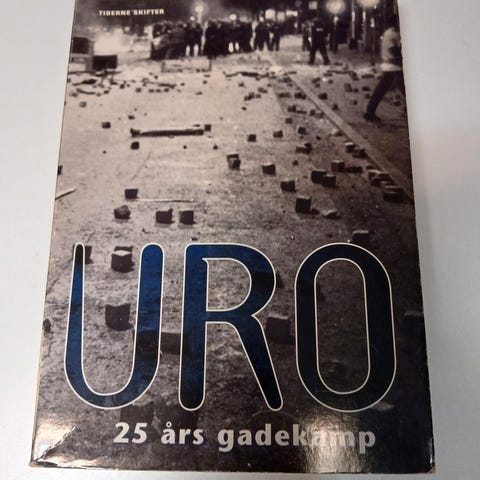 TIDERNE SKIFTER
URO
25 års gadekamp